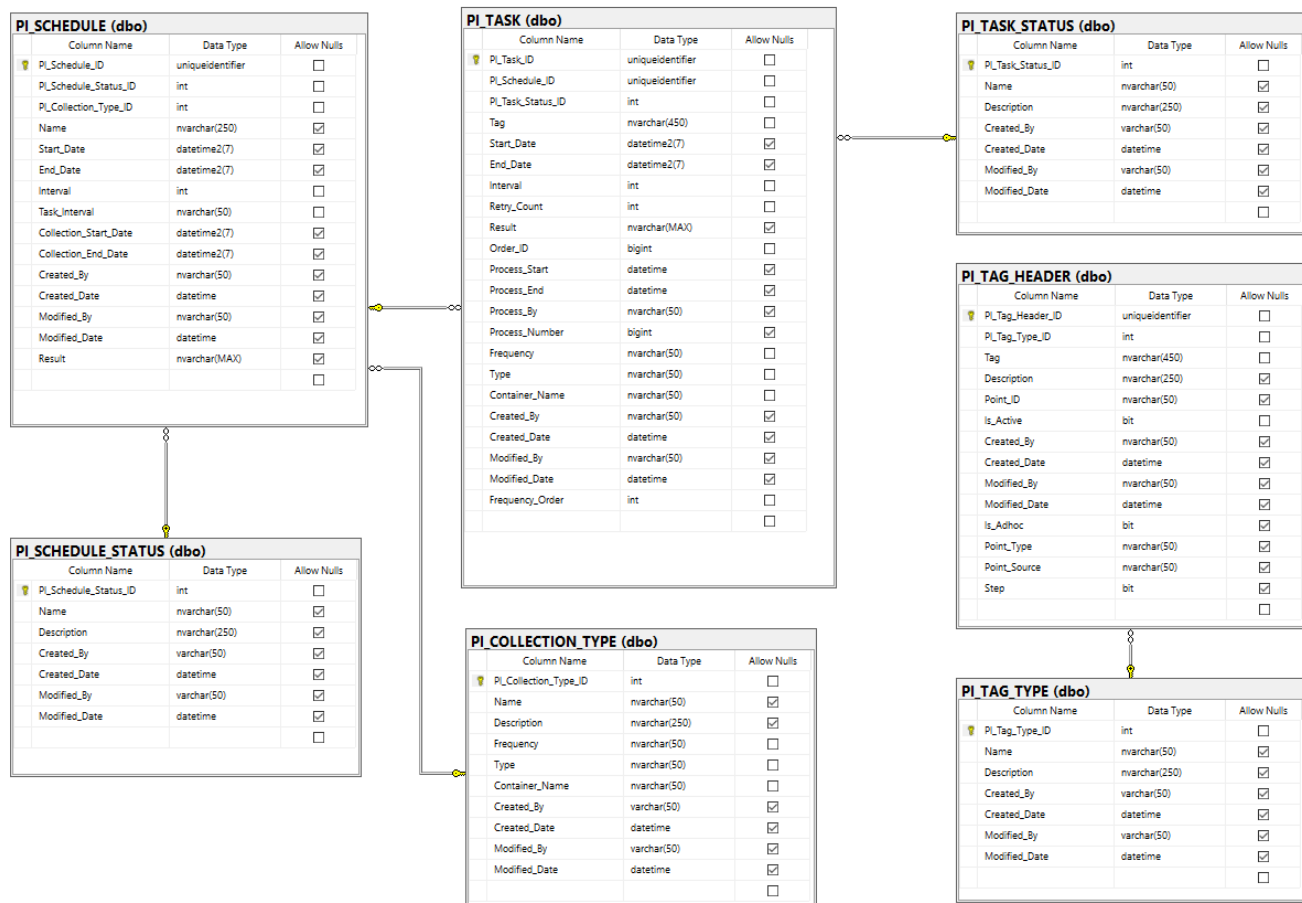 PI_SCHEDULE (dbo)
Column Name Data Type Allow Nulls
PI_Schedule_ID uniqueidentifier
PI_Schedule_Status_ID int
PI_Collection_Type_ID int
Name nvarchar(250)
Start_Date datetime2(7)
End_Date datetime2(7)
Interval int
Task_Interval nvarchar(50)
Collection_Start_Date datetime2(7)
Collection_End_Date datetime2(7)
Created_By nvarchar(50)
Created_Date datetime
Modified_By nvarchar(50)
Modified_Date datetime
Result nvarchar(MAX)
PI_TASK (dbo)
Column Name Data Type Allow Nulls
PI_Task_ID uniqueidentifier
PI_Schedule_ID uniqueidentifier
PI_Task_Status_ID int
Tag nvarchar(450)
Start_Date datetime2(7)
End_Date datetime2(7)
Interval int
Retry_Count int
Result nvarchar(MAX)
Order_ID bigint
Process_Start datetime
Process_End datetime
Process_By nvarchar(50)
Process_Number bigint
Frequency nvarchar(50)
Type nvarchar(50)
Container_Name nvarchar(50)
Created_By nvarchar(50)
Created_Date datetime
Modified_By nvarchar(50)
Modified_Date datetime
Frequency_Order int
PI_TASK_STATUS (dbo)
Column Name Data Type Allow Nulls
PI_Task_Status_ID int
Name nvarchar(50)
Description nvarchar(250)
Created_By varchar(50)
Created_Date datetime
Modified_By varchar(50)
Modified_Date datetime
PI_TAG_HEADER (dbo)
Column Name Data Type Allow Nulls
PI_Tag_Header_ID uniqueidentifier
PI_Tag_Type_ID int
Tag nvarchar(450)
Description nvarchar(250)
Point_ID nvarchar(50)
Is_Active bit
Created_By nvarchar(50)
Created_Date datetime
Modified_By nvarchar(50)
Modified_Date datetime
Is_Adhoc bit
Point_Type nvarchar(50)
Point_Source nvarchar(50)
Step bit
PI_SCHEDULE_STATUS (dbo)
Column Name Data Type Allow Nulls
PI_Schedule_Status_ID int
Name nvarchar(50)
Description nvarchar(250)
Created_By varchar(50)
Created_Date datetime
Modified_By varchar(50)
Modified_Date datetime
PI_COLLECTION_TYPE (dbo)
Column Name Data Type Allow Nulls
PI_Collection_Type_ID int
Name nvarchar(50)
Description nvarchar(250)
Frequency nvarchar(50)
Type nvarchar(50)
Container_Name nvarchar(50)
Created_By varchar(50)
Created_Date datetime
Modified_By varchar(50)
Modified_Date datetime
PI_TAG_TYPE (dbo)
Column Name Data Type Allow Nulls
PI_Tag_Type_ID int
Name nvarchar(50)
Description nvarchar(250)
Created_By varchar(50)
Created_Date datetime
Modified_By varchar(50)
Modified_Date datetime